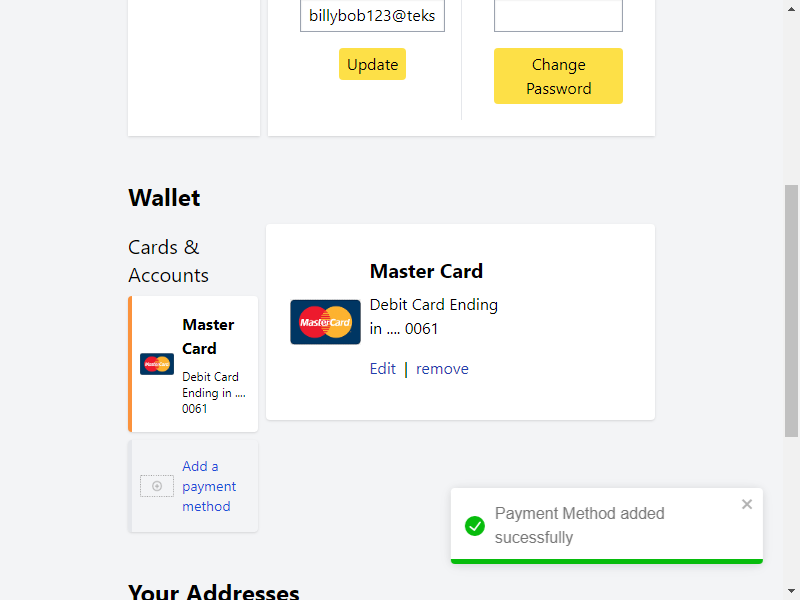 billybob123@teks
Update
Change
Password
Wallet
Cards &
Accounts
Master
Card
MasterCard
Debit Card
Ending in ....
0061
Add a
payment
method
MasterCard
Master Card
Debit Card Ending
in .... 0061
Edit | remove
Payment Method added
sucessfully
Your Addresses